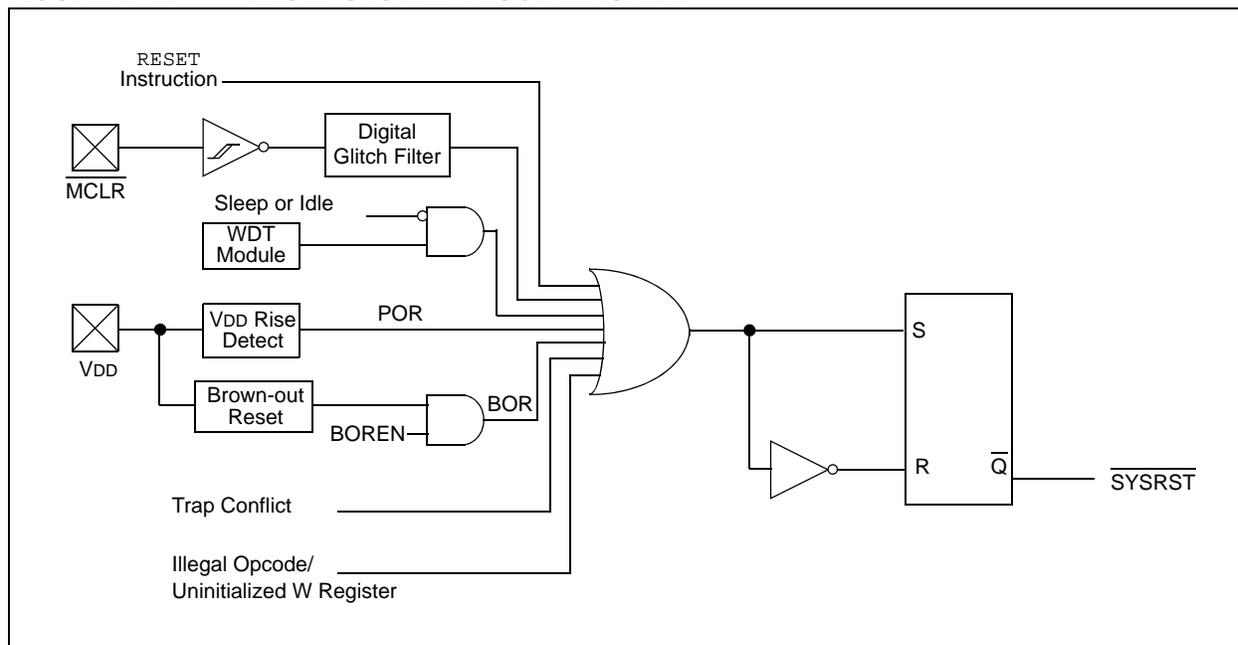 RESET
Instruction
Digital
Glitch Filter
MCLR
Sleep or Idle
WDT
Module
VDD Rise
Detect
POR
VDD
Brown-out
Reset
BOR
BOREN
Trap Conflict
Illegal Opcode/
Uninitialized W Register
S
R
Q
SYSRST